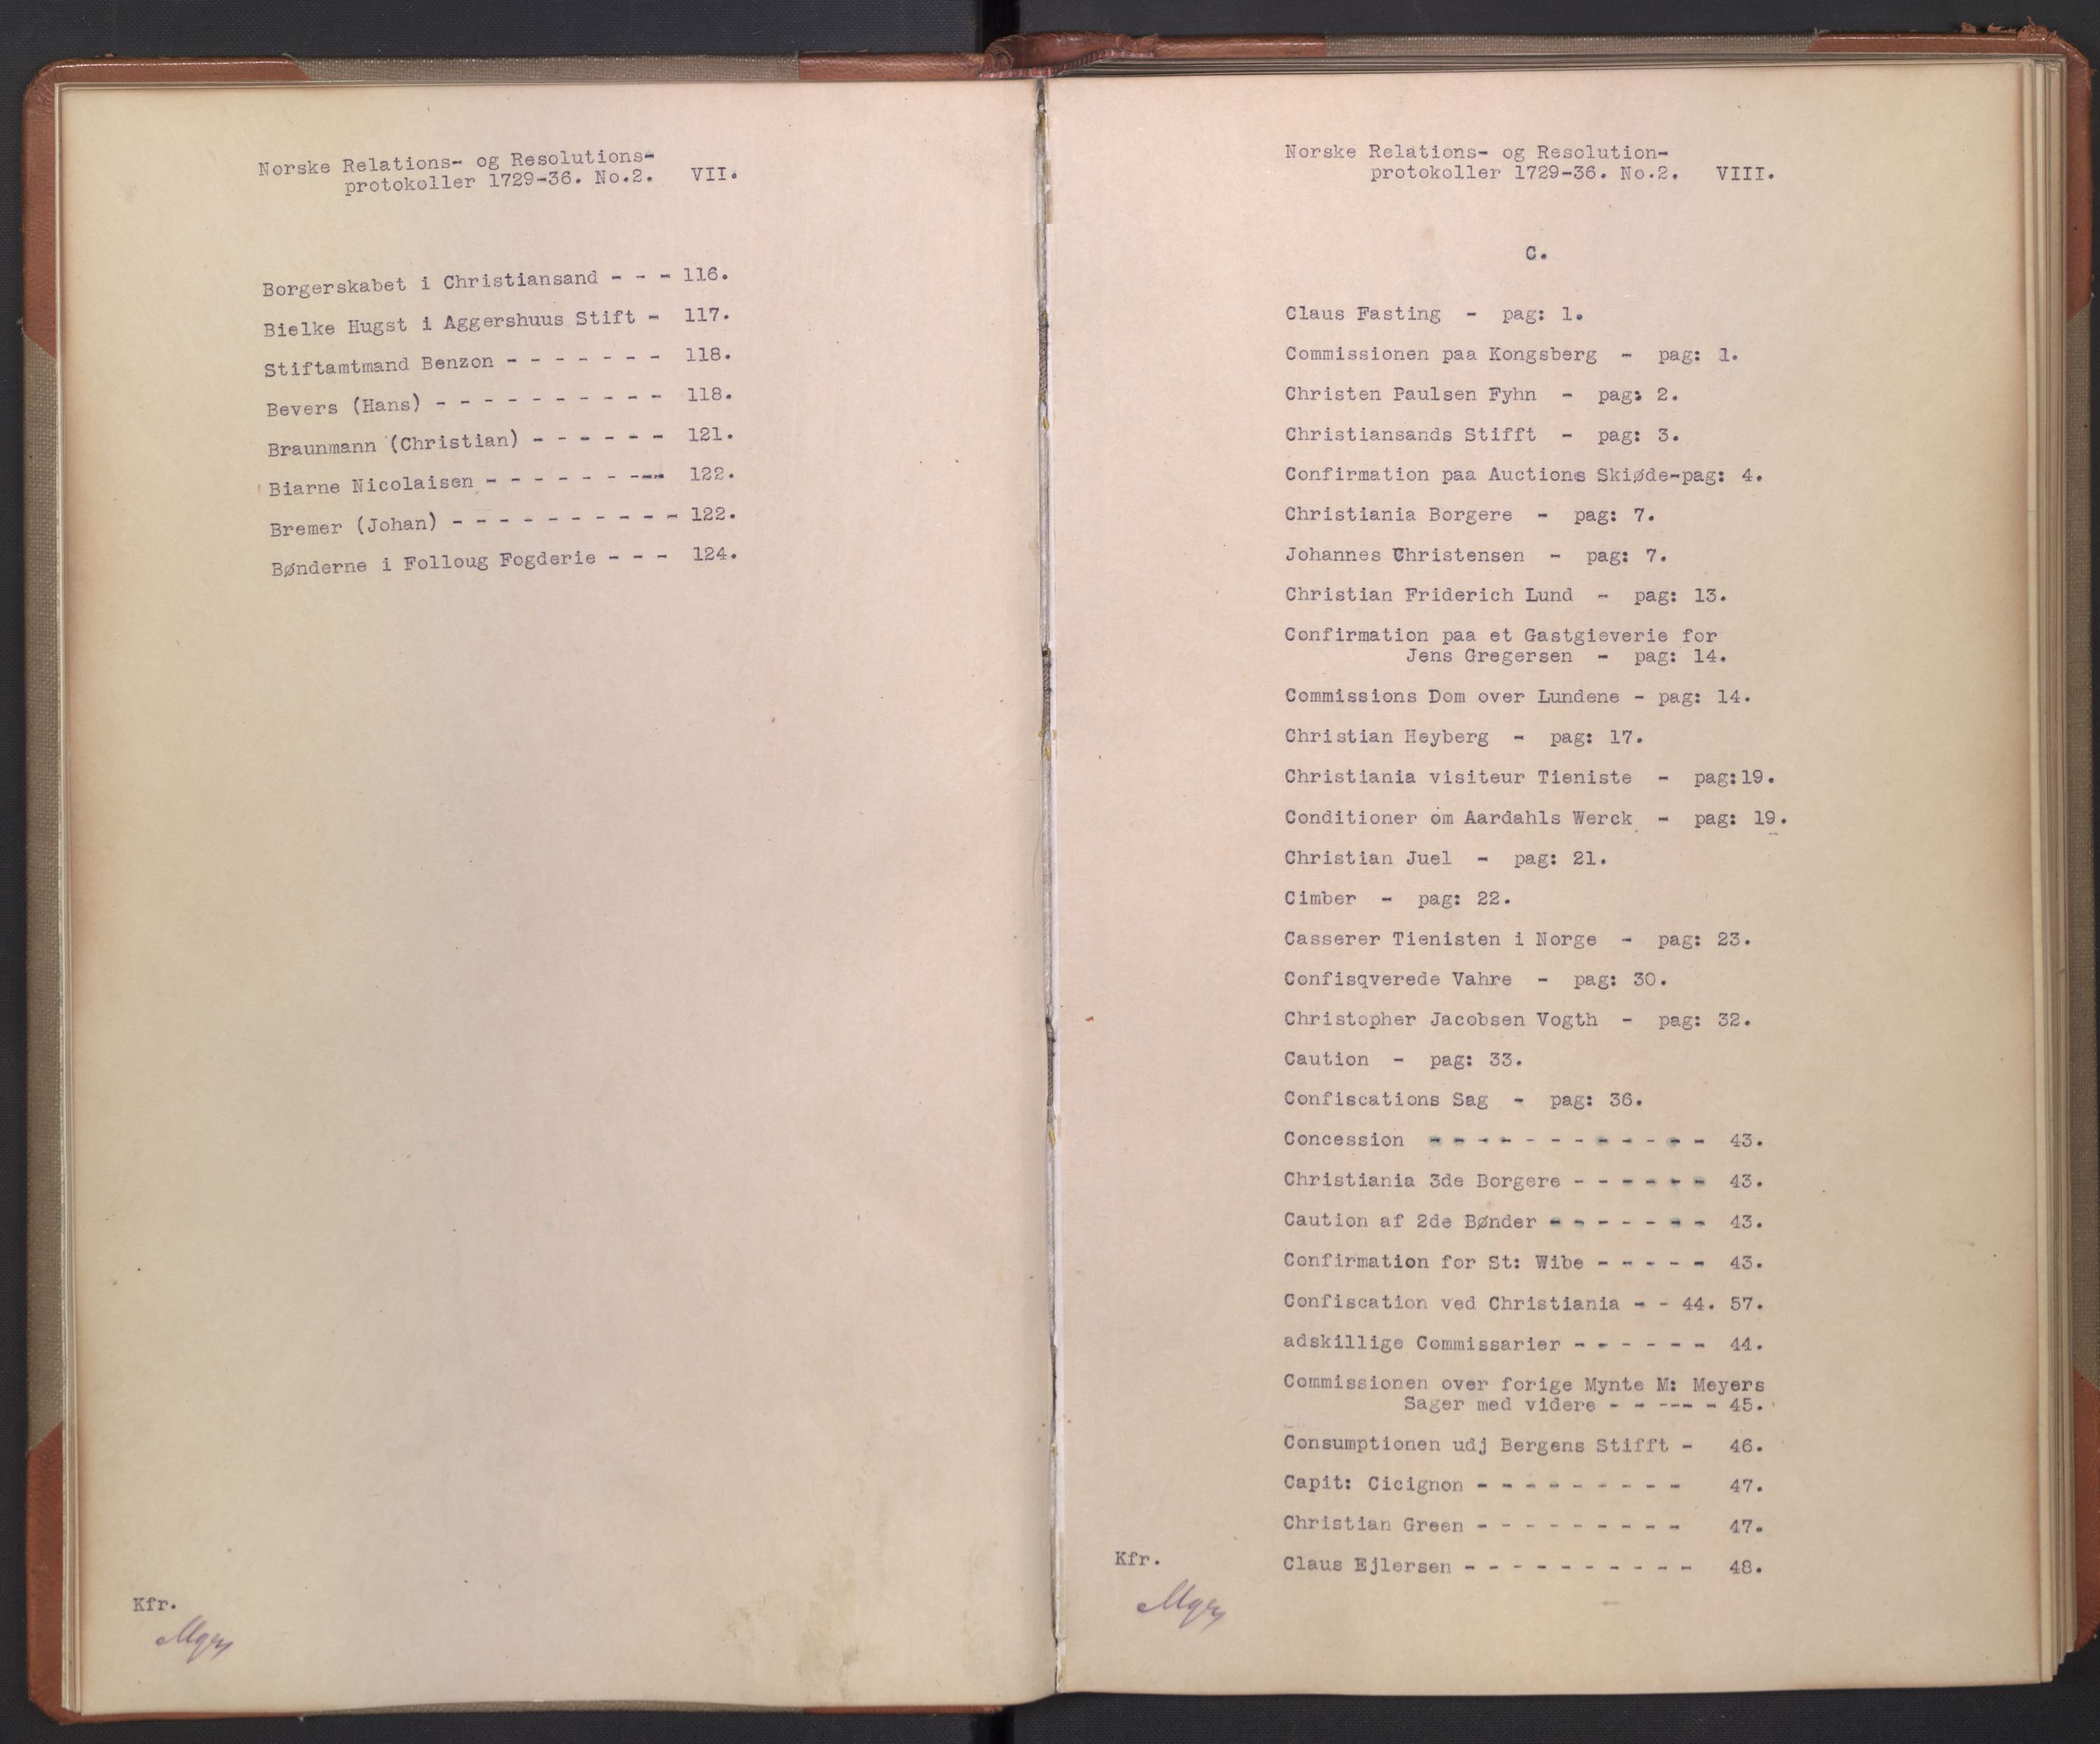 Norske Relations- og Resolutions-
protokoller 1729-36. No.2. VII.
Borgerskabet i Christiansand - - - 116.
Bielke Hugst i Aggershuus Stift - 117.
Stiftamtmand Benzon - - - - - - - 118.
Bevers (Hans) - - - - - - - - - - 118.
Braunmann (Christian) - - - - - - 121.
Biarne Nicolaisen - - - - - - --- 122.
Bremer (Johan) - - - - - - - - - - 122.
Bønderne i Folloug Fogderie - - - 124.
Kfr.
Norske Relations- og Resolution-
protokoller 1729-36. No.2. VIII.
C.
Claus Fasting - pag: 1.
Commissionen paa Kongsberg - pag: 1.
Christen Paulsen Fyhn - pag: 2.
Christiansands Stifft - pag: 3.
Confirmation paa Auctions Skiøde-pag: 4.
Christiania Borgere - pag: 7.
Johannes Christensen - pag: 7.
Christian Friderich Lund - pag: 13.
Confirmation paa et Gastgieverie for
Jens Gregersen - pag: 14.
Commissions Dom over Lundene - pag: 14.
Christian Heyberg - pag: 17.
Christiania visiteur Tieniste - pag:19.
Conditioner om Aardahls Werck - pag: 19.
Christian Juel - pag: 21.
Cimber - pag: 22.
Casserer Tienisten i Norge - pag: 23.
Confisqverede Vahre - pag: 30.
Christopher Jacobsen Vogth - pag: 32.
Caution - pag: 33.
Confiscations Sag - pag: 36.
Concession - - - - - - - - - - - - 43.
Christiania 3de Borgere - - - - - - 43.
Caution af 2de Bønder - - - - - - - 43.
Confirmation for St: Wibe - - - - - 43.
Confiscation ved Christiania - - 44. 57.
adskillige Commissarier - - - - - - 44.
Commissionen over forige Mynte M: Meyers
Sager med videre - - --- - 45.
Consumptionen udj Bergens Stifft - 46.
Capit: Cicignon - - - - - - - - - 47.
Christian Green - - - - - - - - - 47.
Claus Ejlersen - - - - - - - - - - 48.
Kfr.